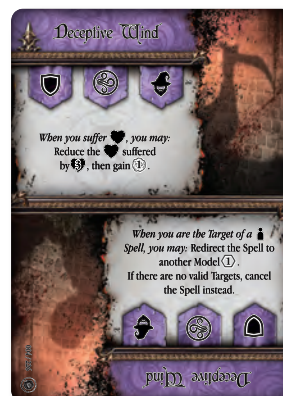 Deceptive Wind
When you suffer , you may:
Reduce the suffered
by 3, then gain 1.
When you are the Target of a
Spell, you may: Redirect the Spell to
another Model 1.
If there are no valid Targets, cancel
the Spell instead.
Deceptive Wind